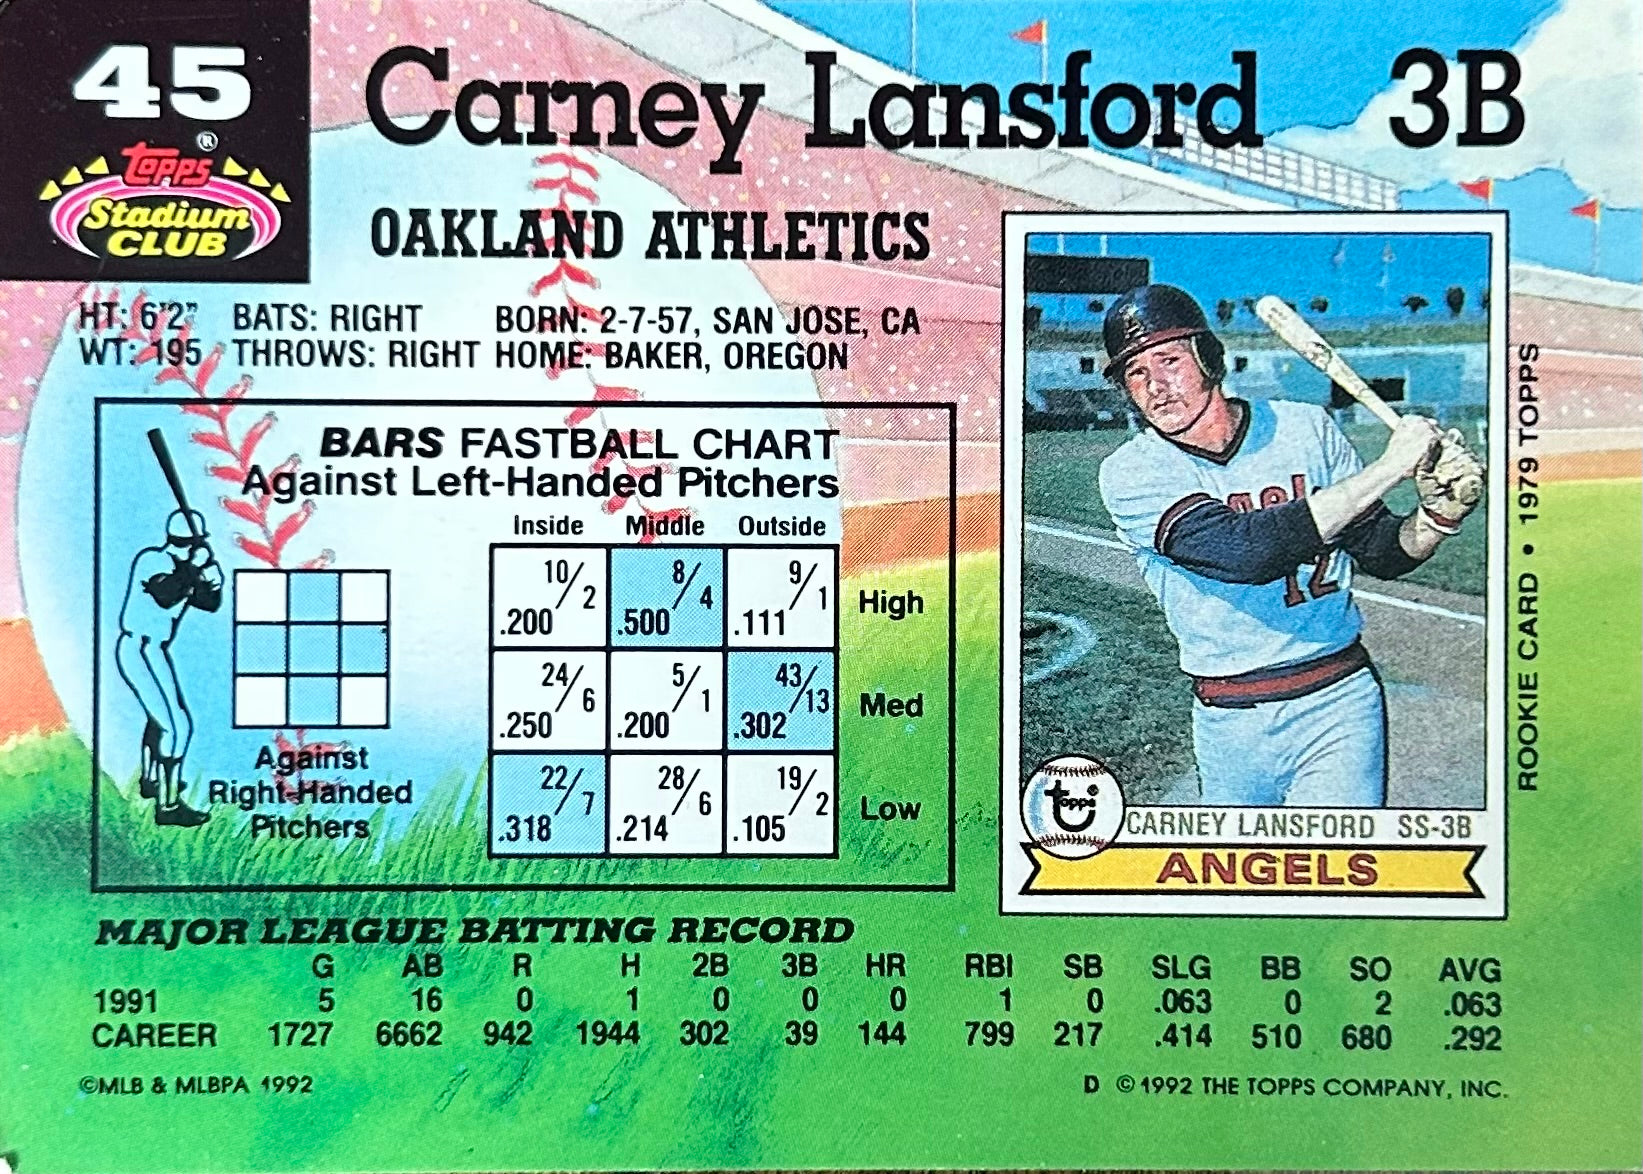 45
Carney Lansford 3B
®
TOPPS
Stadium
CLUB
OAKLAND ATHLETICS
HT: 6'2" BATS: RIGHT BORN: 2-7-57, SAN JOSE, CA
WT: 195 THROWS: RIGHT HOME: BAKER, OREGON
BARS FASTBALL CHART
Against Left-Handed Pitchers
Inside Middle Outside
10/2 .200 8/4 .500 9/1 .111 High
24/6 .250 5/1 .200 43/13 .302 Med
22/7 .318 28/6 .214 19/2 .105 Low
Against
Right-Handed
Pitchers
Angels
12
topps®
CARNEY LANSFORD SS-3B
ANGELS
ROOKIE CARD • 1979 TOPPS
MAJOR LEAGUE BATTING RECORD
G AB R H 2B 3B HR RBI SB SLG BB SO AVG
1991 5 16 0 1 0 0 0 1 0 .063 0 2 .063
CAREER 1727 6662 942 1944 302 39 144 799 217 .414 510 680 .292
©MLB & MLBPA 1992
D © 1992 THE TOPPS COMPANY, INC.